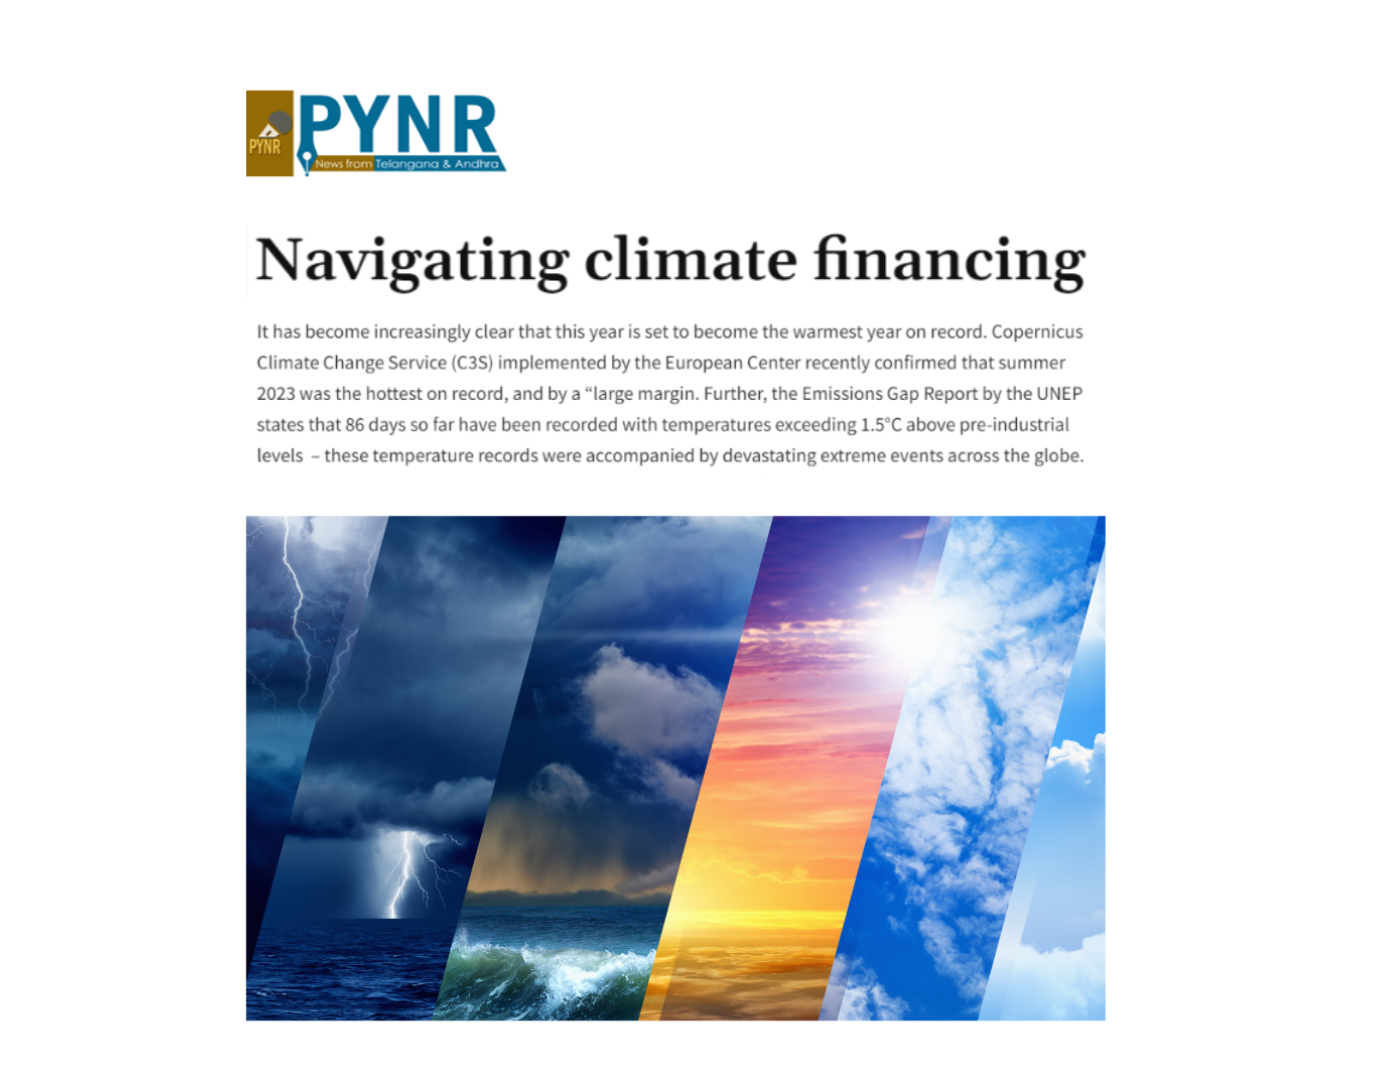 PYNR
PYNR
News from Telangana & Andhra
Navigating climate financing
It has become increasingly clear that this year is set to become the warmest year on record. Copernicus
Climate Change Service (C3S) implemented by the European Center recently confirmed that summer
2023 was the hottest on record, and by a “large margin. Further, the Emissions Gap Report by the UNEP
states that 86 days so far have been recorded with temperatures exceeding 1.5°C above pre-industrial
levels – these temperature records were accompanied by devastating extreme events across the globe.